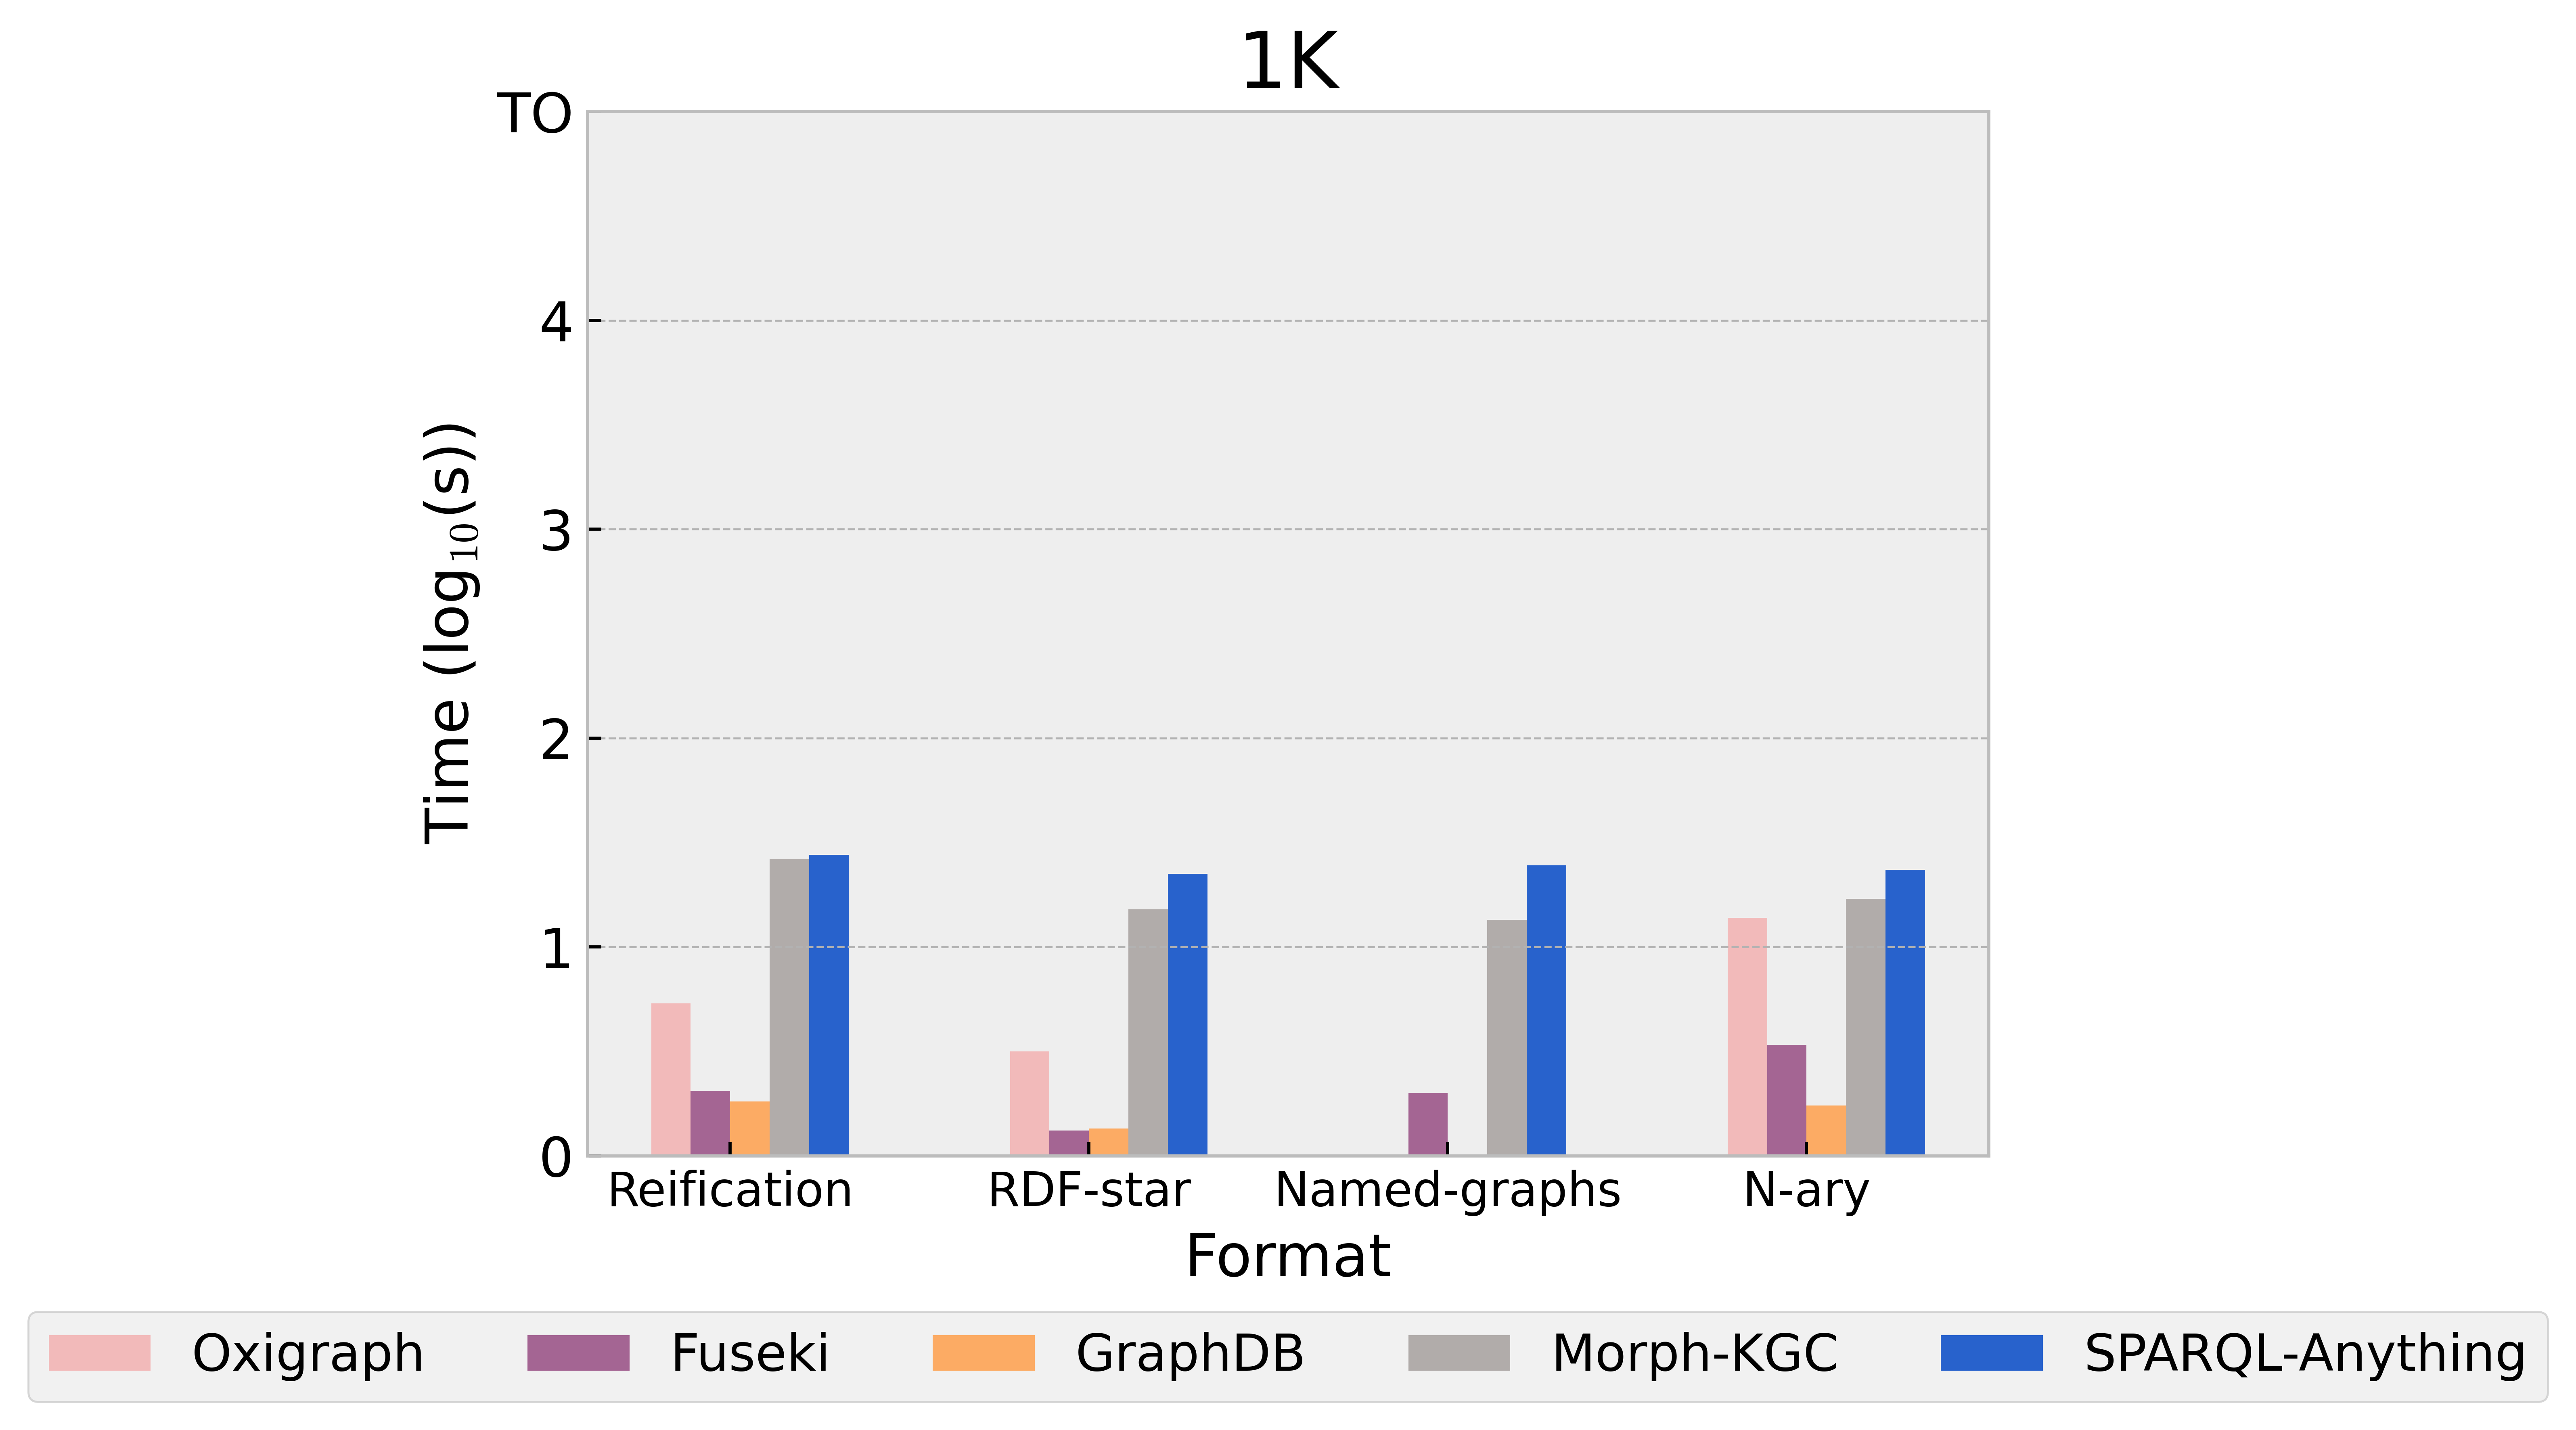 1K
TO
4
3
2
1
0
Time (log₁₀(s))
Reification RDF-star Named-graphs N-ary
Format
Oxigraph Fuseki GraphDB Morph-KGC SPARQL-Anything